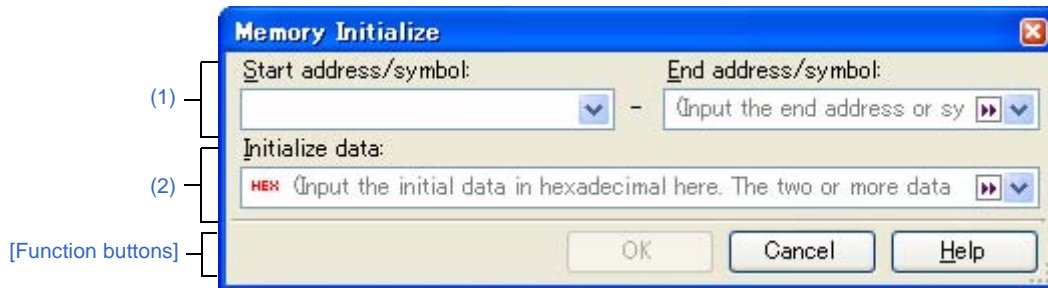 Memory Initialize
Start address/symbol: End address/symbol:
(1)
- (Input the end address or sy
Initialize data:
(2)
HEX (Input the initial data in hexadecimal here. The two or more data
[Function buttons]
OK Cancel Help